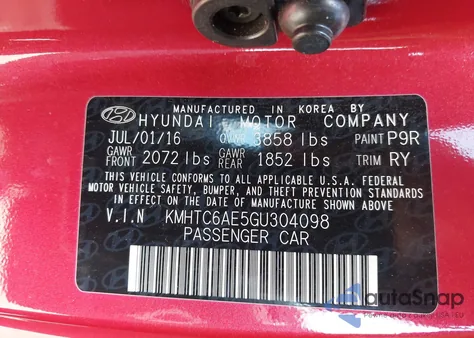 MANUFACTURED IN KOREA BY
HYUNDAI MOTOR COMPANY
JUL/01/16 3858 lbs PAINT P9R
GAWR FRONT 2072 lbs GAWR REAR 1852 lbs TRIM RY
THIS VEHICLE CONFORMS TO ALL APPLICABLE U.S.A. FEDERAL
MOTOR VEHICLE SAFETY, BUMPER, AND THEFT PREVENTION STANDARDS
IN EFFECT ON THE DATE OF MANUFACTURE SHOWN ABOVE.
V.I.N KMHTC6AE5GU304098
PASSENGER CAR
autoSnap